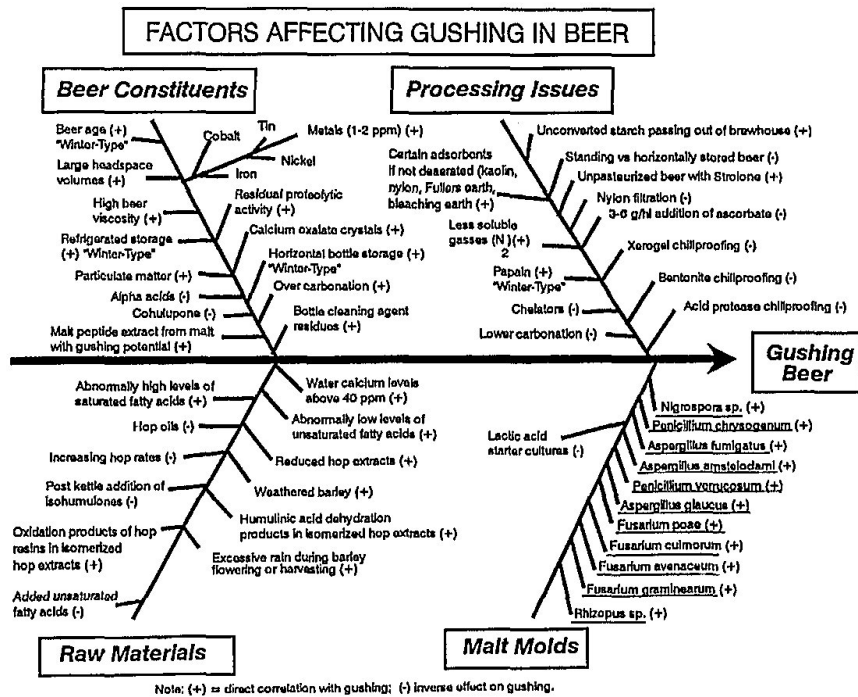 FACTORS AFFECTING GUSHING IN BEER
Beer Constituents
Beer age (+)
"Winter-Type"
Cobalt
Tin
Metals (1-2 ppm) (+)
Nickel
Iron
Large headspace
volumes (+)
High beer
viscosity (+)
Residual proteolytic
activity (+)
Refrigerated storage
(+) "Winter-Type"
Calcium oxalate crystals (+)
Particulate matter (+)
Horizontal bottle storage (+)
"Winter-Type"
Alpha acids (-)
Over carbonation (+)
Cohulupone (-)
Malt peptide extract from malt
with gushing potential (+)
Bottle cleaning agent
residues (+)
Processing Issues
Unconverted starch passing out of brewhouse (+)
Certain adsorbents
if not deaerated (kaolin,
nylon, Fullers earth,
bleaching earth (+)
Standing vs horizontally stored beer (-)
Unpasteurized beer with Strolone (+)
Nylon filtration (-)
3-6 g/hl addition of ascorbate (-)
Less soluble
gasses (N )(+)
2
Xerogel chillproofing (-)
Papain (+)
"Winter-Type"
Bentonite chillproofing (-)
Chelators (-)
Acid protease chillproofing (-)
Lower carbonation (-)
Gushing
Beer
Abnormally high levels of
saturated fatty acids (+)
Water calcium levels
above 40 ppm (+)
Hop oils (-)
Abnormally low levels of
unsaturated fatty acids (+)
Increasing hop rates (-)
Reduced hop extracts (+)
Post kettle addition of
isohumulones (-)
Weathered barley (+)
Oxidation products of hop
resins in isomerized
hop extracts (+)
Humulinic acid dehydration
products in isomerized hop extracts (+)
Excessive rain during barley
flowering or harvesting (+)
Added unsaturated
fatty acids (-)
Raw Materials
Lactic acid
starter cultures (-)
Nigrospora sp. (+)
Penicillium chrysogenum (+)
Aspergillus fumigatus (+)
Aspergillus amstelodami (+)
Penicillium verrucosum (+)
Aspergillus glaucus (+)
Fusarium poae (+)
Fusarium culmorum (+)
Fusarium avenaceum (+)
Fusarium graminearum (+)
Rhizopus sp. (+)
Malt Molds
Note: (+) = direct correlation with gushing; (-) inverse effect on gushing.